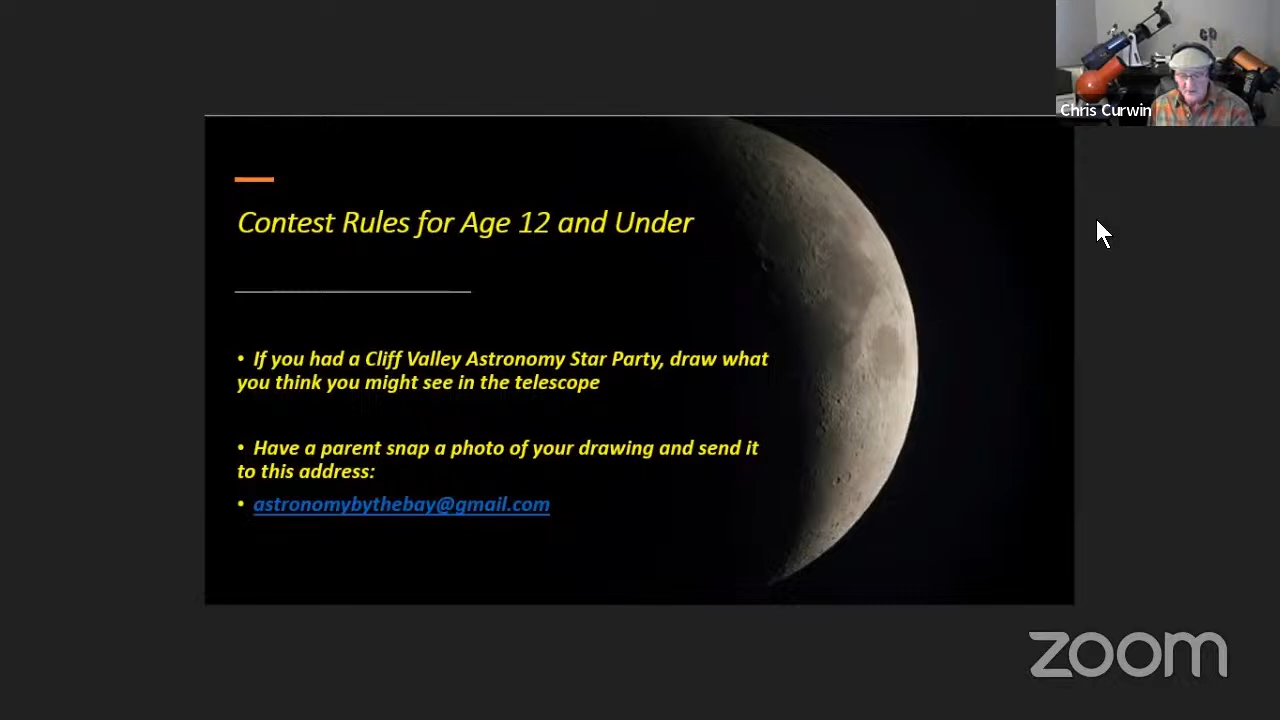 Chris Curwin
Contest Rules for Age 12 and Under
• If you had a Cliff Valley Astronomy Star Party, draw what
you think you might see in the telescope
• Have a parent snap a photo of your drawing and send it
to this address:
• astronomybythebay@gmail.com
zoom